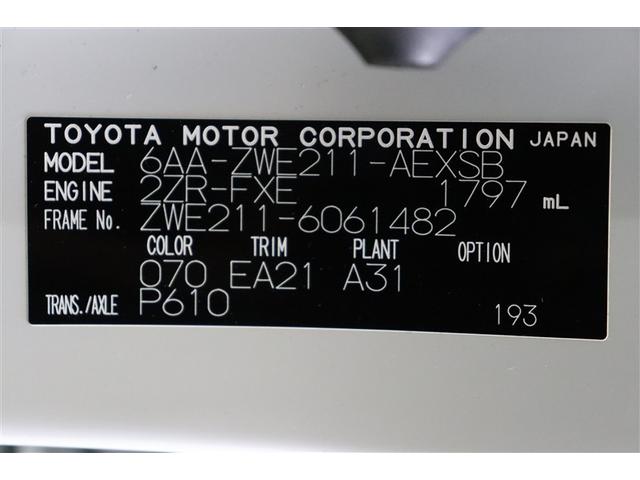 TOYOTA MOTOR CORPORATION JAPAN
MODEL 6AA-ZWE211-AEXSB
ENGINE 2ZR-FXE 1797 mL
FRAME No. ZWE211-6061482
COLOR TRIM PLANT OPTION
070 EA21 A31
TRANS./AXLE P610
193